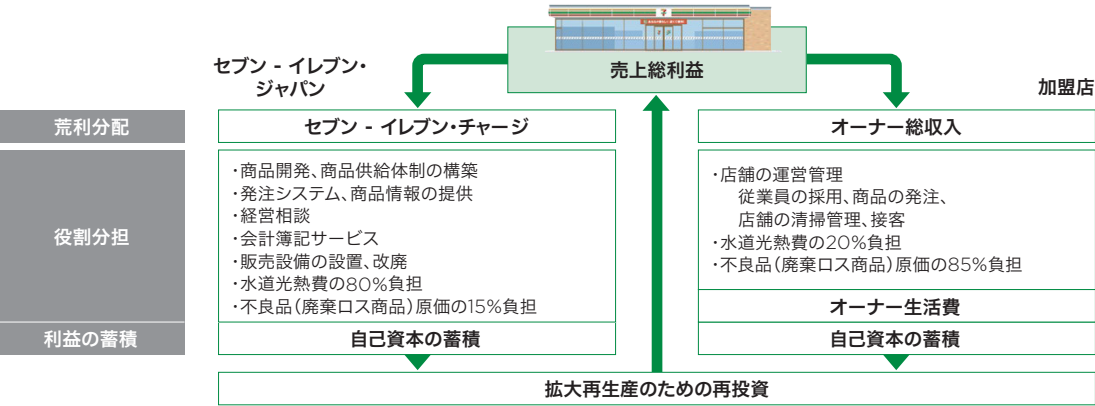 売上総利益
セブン - イレブン・
ジャパン
加盟店
荒利分配
セブン - イレブン・チャージ
オーナー総収入
役割分担
・商品開発、商品供給体制の構築
・発注システム、商品情報の提供
・経営相談
・会計簿記サービス
・販売設備の設置、改廃
・水道光熱費の80%負担
・不良品（廃棄ロス商品）原価の15%負担
・店舗の運営管理
従業員の採用、商品の発注、
店舗の清掃管理、接客
・水道光熱費の20%負担
・不良品（廃棄ロス商品）原価の85%負担
オーナー生活費
利益の蓄積
自己資本の蓄積
自己資本の蓄積
拡大再生産のための再投資